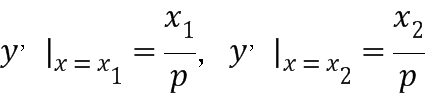 y' |ₓ₌ₓ₁ = x₁/p, y' |ₓ₌ₓ₂ = x₂/p